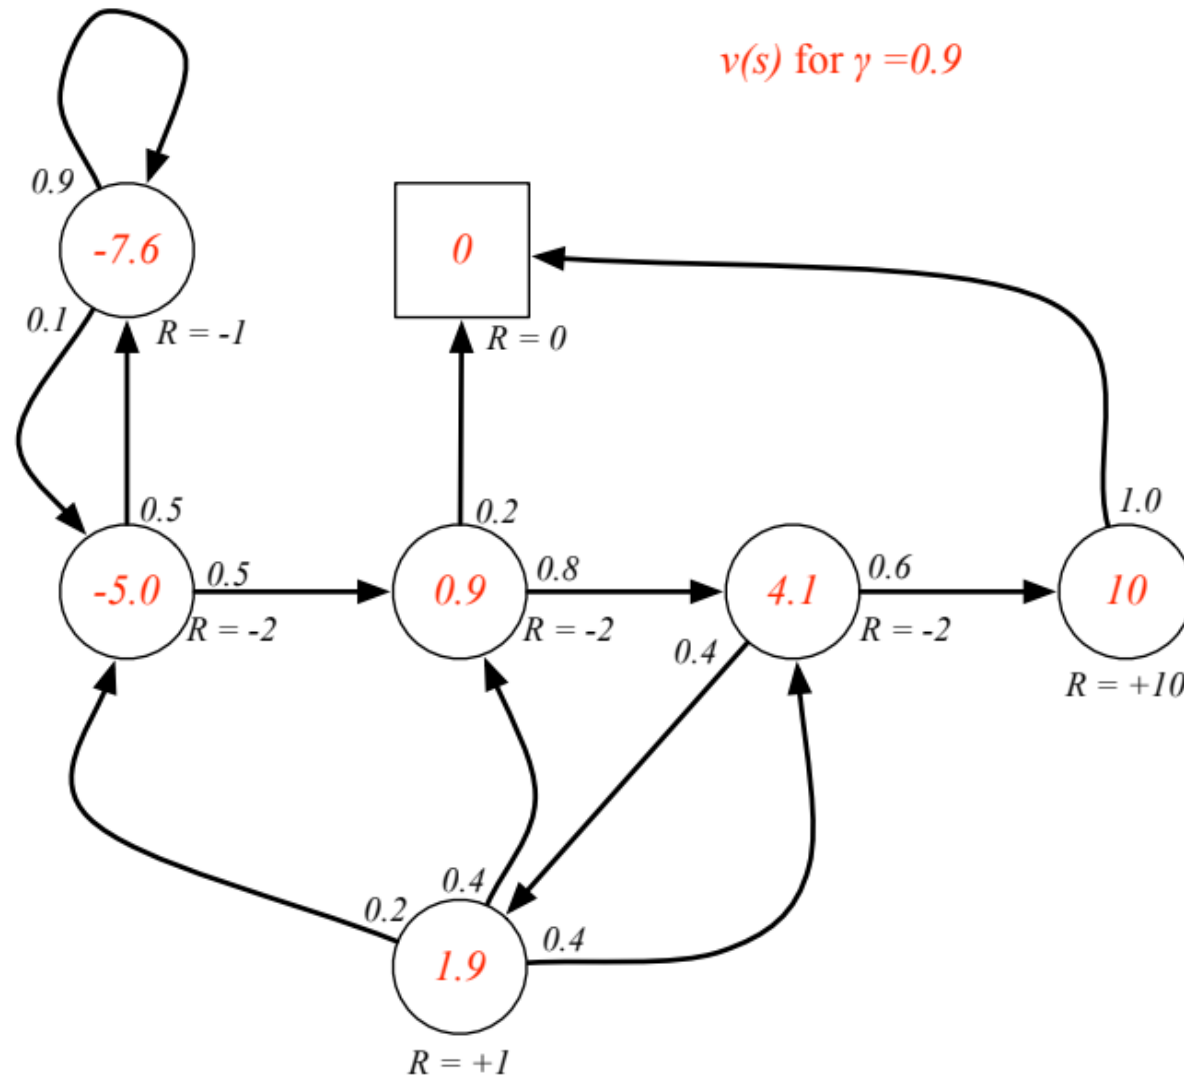 v(s) for γ =0.9
0.9
-7.6
0
0.1
R = -1
R = 0
0.5
0.2
1.0
-5.0
0.5
0.9
0.8
4.1
0.6
10
R = -2
R = -2
R = -2
0.4
R = +10
0.4
0.2
0.4
1.9
R = +1